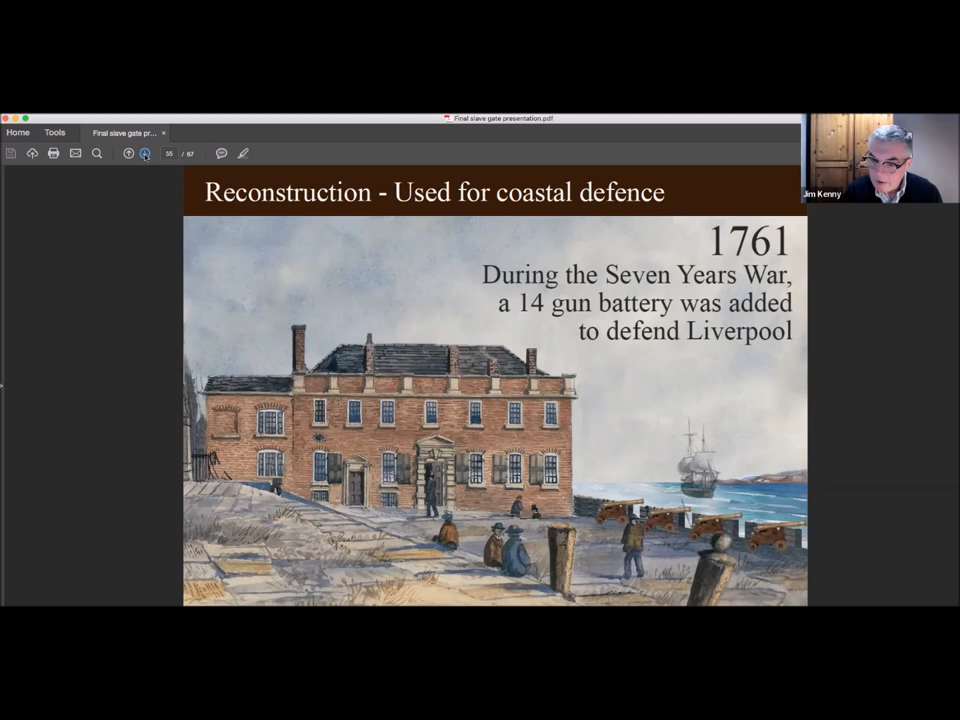 Final slave gate presentation.pdf
Home Tools Final slave gate pr... ×
55 / 67
Jim Kenny
Reconstruction - Used for coastal defence
1761
During the Seven Years War,
a 14 gun battery was added
to defend Liverpool